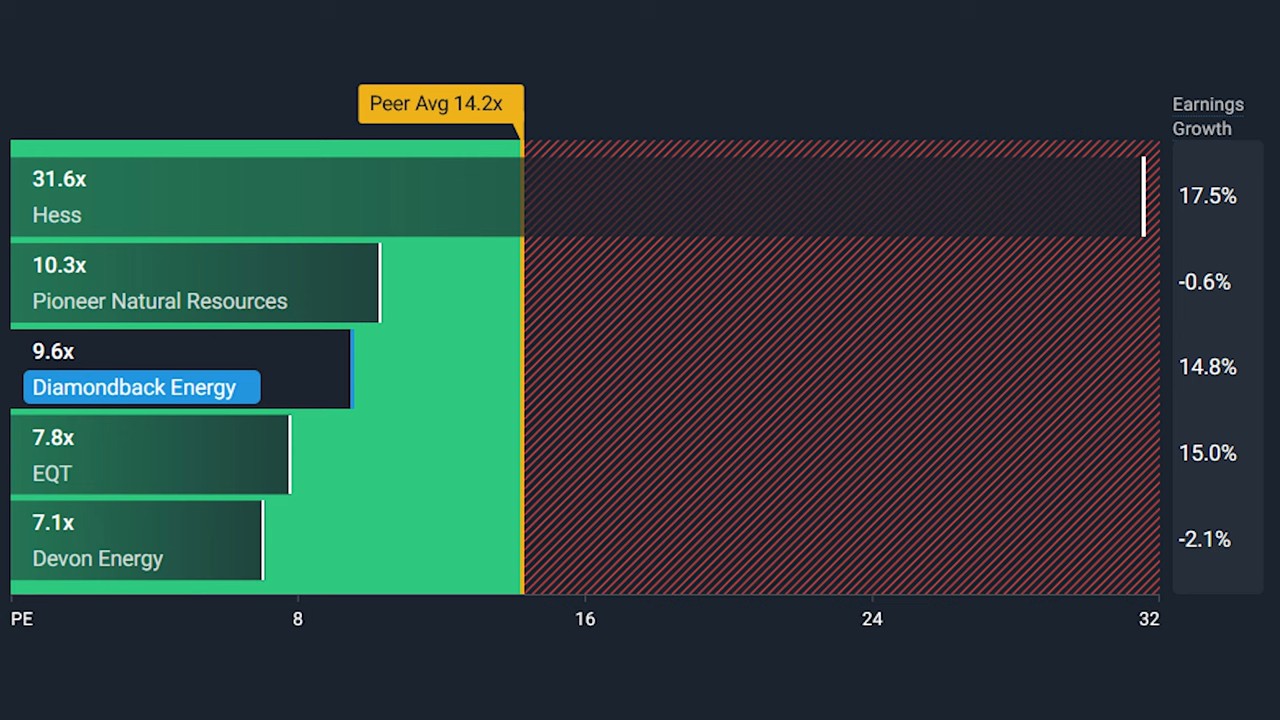 Peer Avg 14.2x
Earnings
Growth
31.6x
Hess
17.5%
10.3x
Pioneer Natural Resources
-0.6%
9.6x
Diamondback Energy
14.8%
7.8x
EQT
15.0%
7.1x
Devon Energy
-2.1%
PE 8 16 24 32